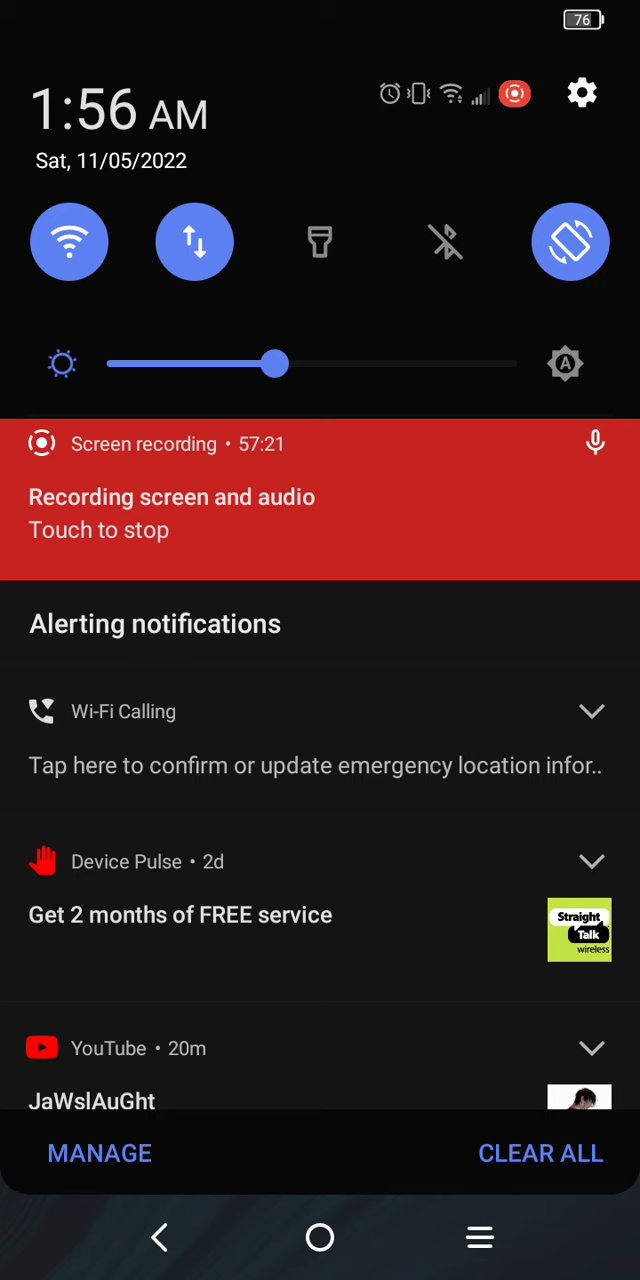 76
1:56 AM
Sat, 11/05/2022
A
Screen recording • 57:21
Recording screen and audio
Touch to stop
Alerting notifications
Wi-Fi Calling
Tap here to confirm or update emergency location infor..
Device Pulse • 2d
Get 2 months of FREE service
Straight
Talk
wireless
YouTube • 20m
JaWslAuGht
MANAGE
CLEAR ALL